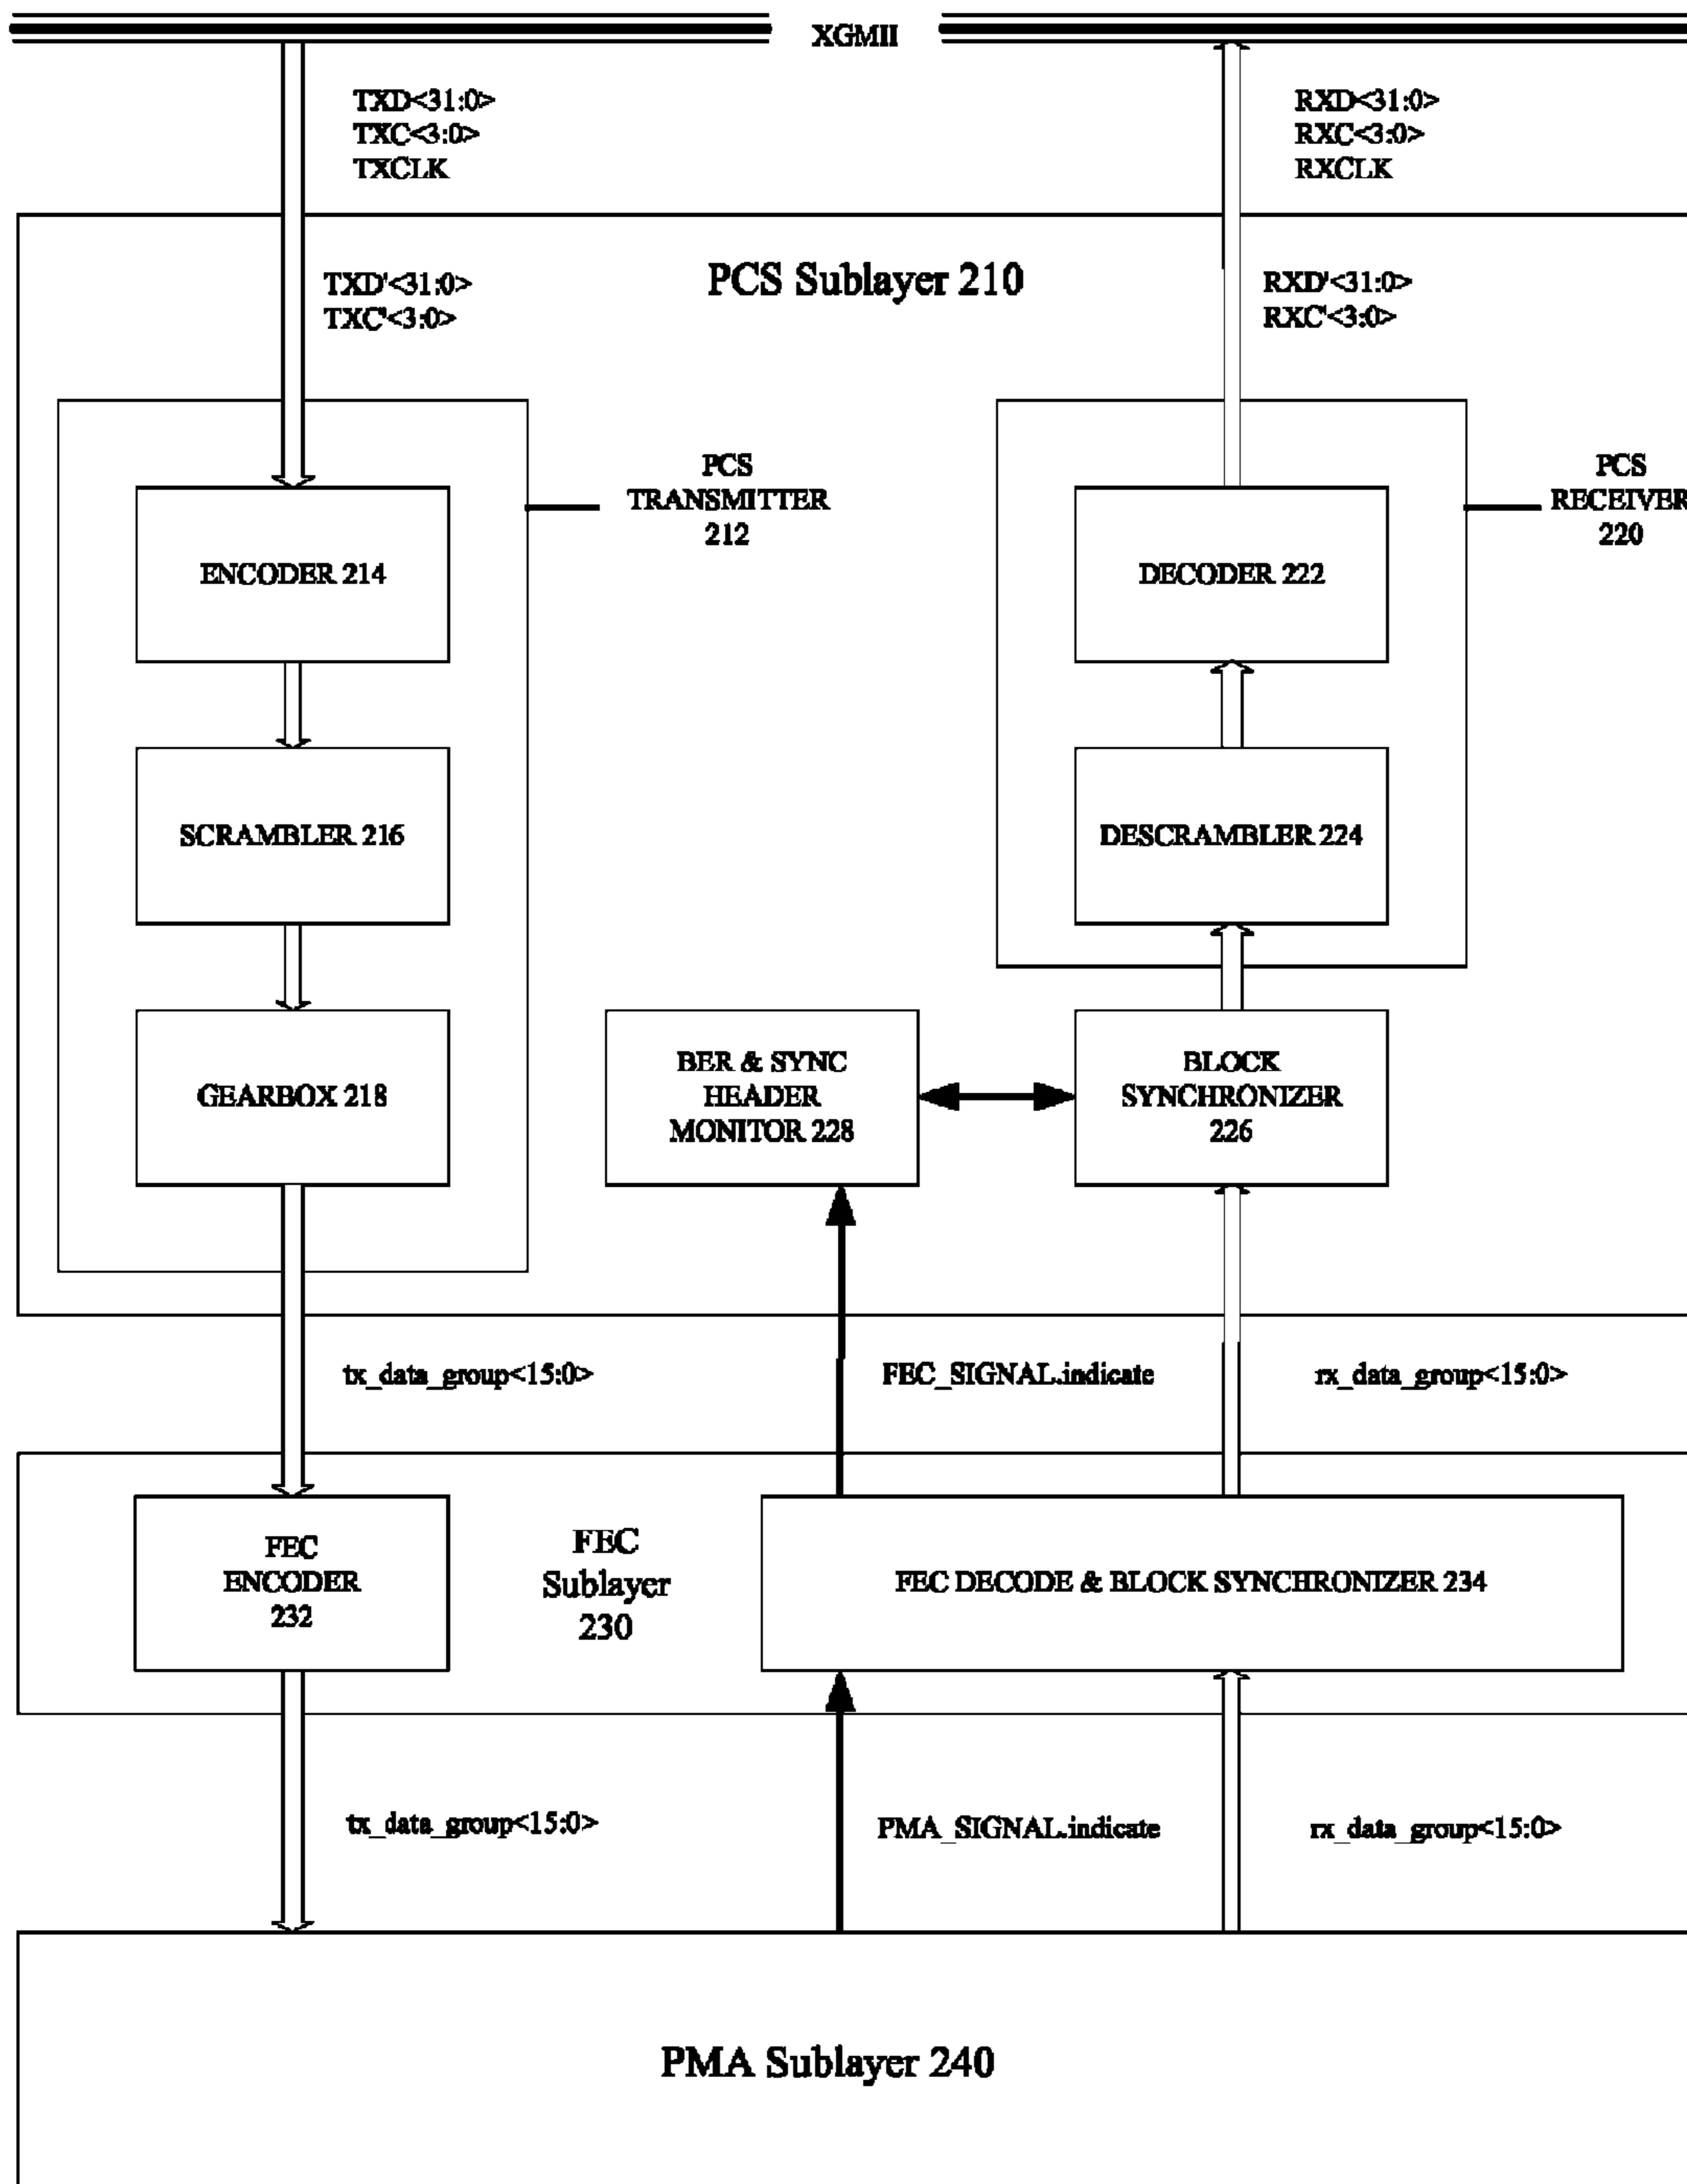 XGMII
TXD<31:0>
TXC<3:0>
TXCLK
RXD<31:0>
RXC<3:0>
RXCLK
PCS Sublayer 210
TXD'<31:0>
TXC'<3:0>
RXD'<31:0>
RXC'<3:0>
PCS
TRANSMITTER
212
PCS
RECEIVER
220
ENCODER 214
DECODER 222
SCRAMBLER 216
DESCRAMBLER 224
GEARBOX 218
BER & SYNC
HEADER
MONITOR 228
BLOCK
SYNCHRONIZER
226
tx_data_group<15:0>
FEC_SIGNAL.indicate
rx_data_group<15:0>
FEC
ENCODER
232
FEC
Sublayer
230
FEC DECODE & BLOCK SYNCHRONIZER 234
tx_data_group<15:0>
PMA_SIGNAL.indicate
rx_data_group<15:0>
PMA Sublayer 240